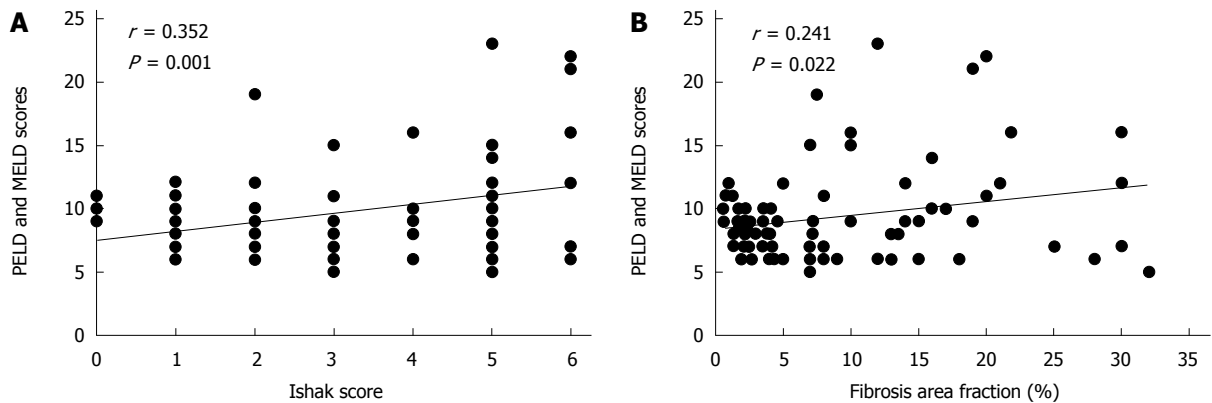 A
r = 0.352
P = 0.001
25
20
15
10
5
0
PELD and MELD scores
0 1 2 3 4 5 6
Ishak score
B
r = 0.241
P = 0.022
25
20
15
10
5
0
PELD and MELD scores
0 5 10 15 20 25 30 35
Fibrosis area fraction (%)